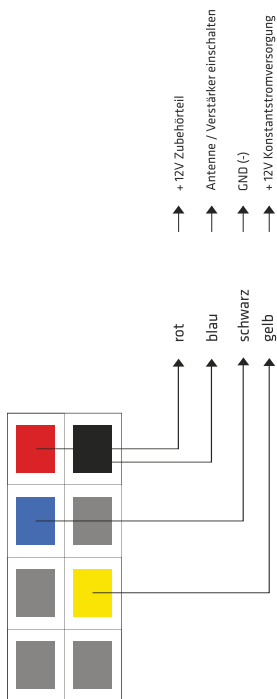 rot
+ 12V Zubehörteil
blau
Antenne / Verstärker einschalten
schwarz
GND (-)
gelb
+ 12V Konstantstromversorgung